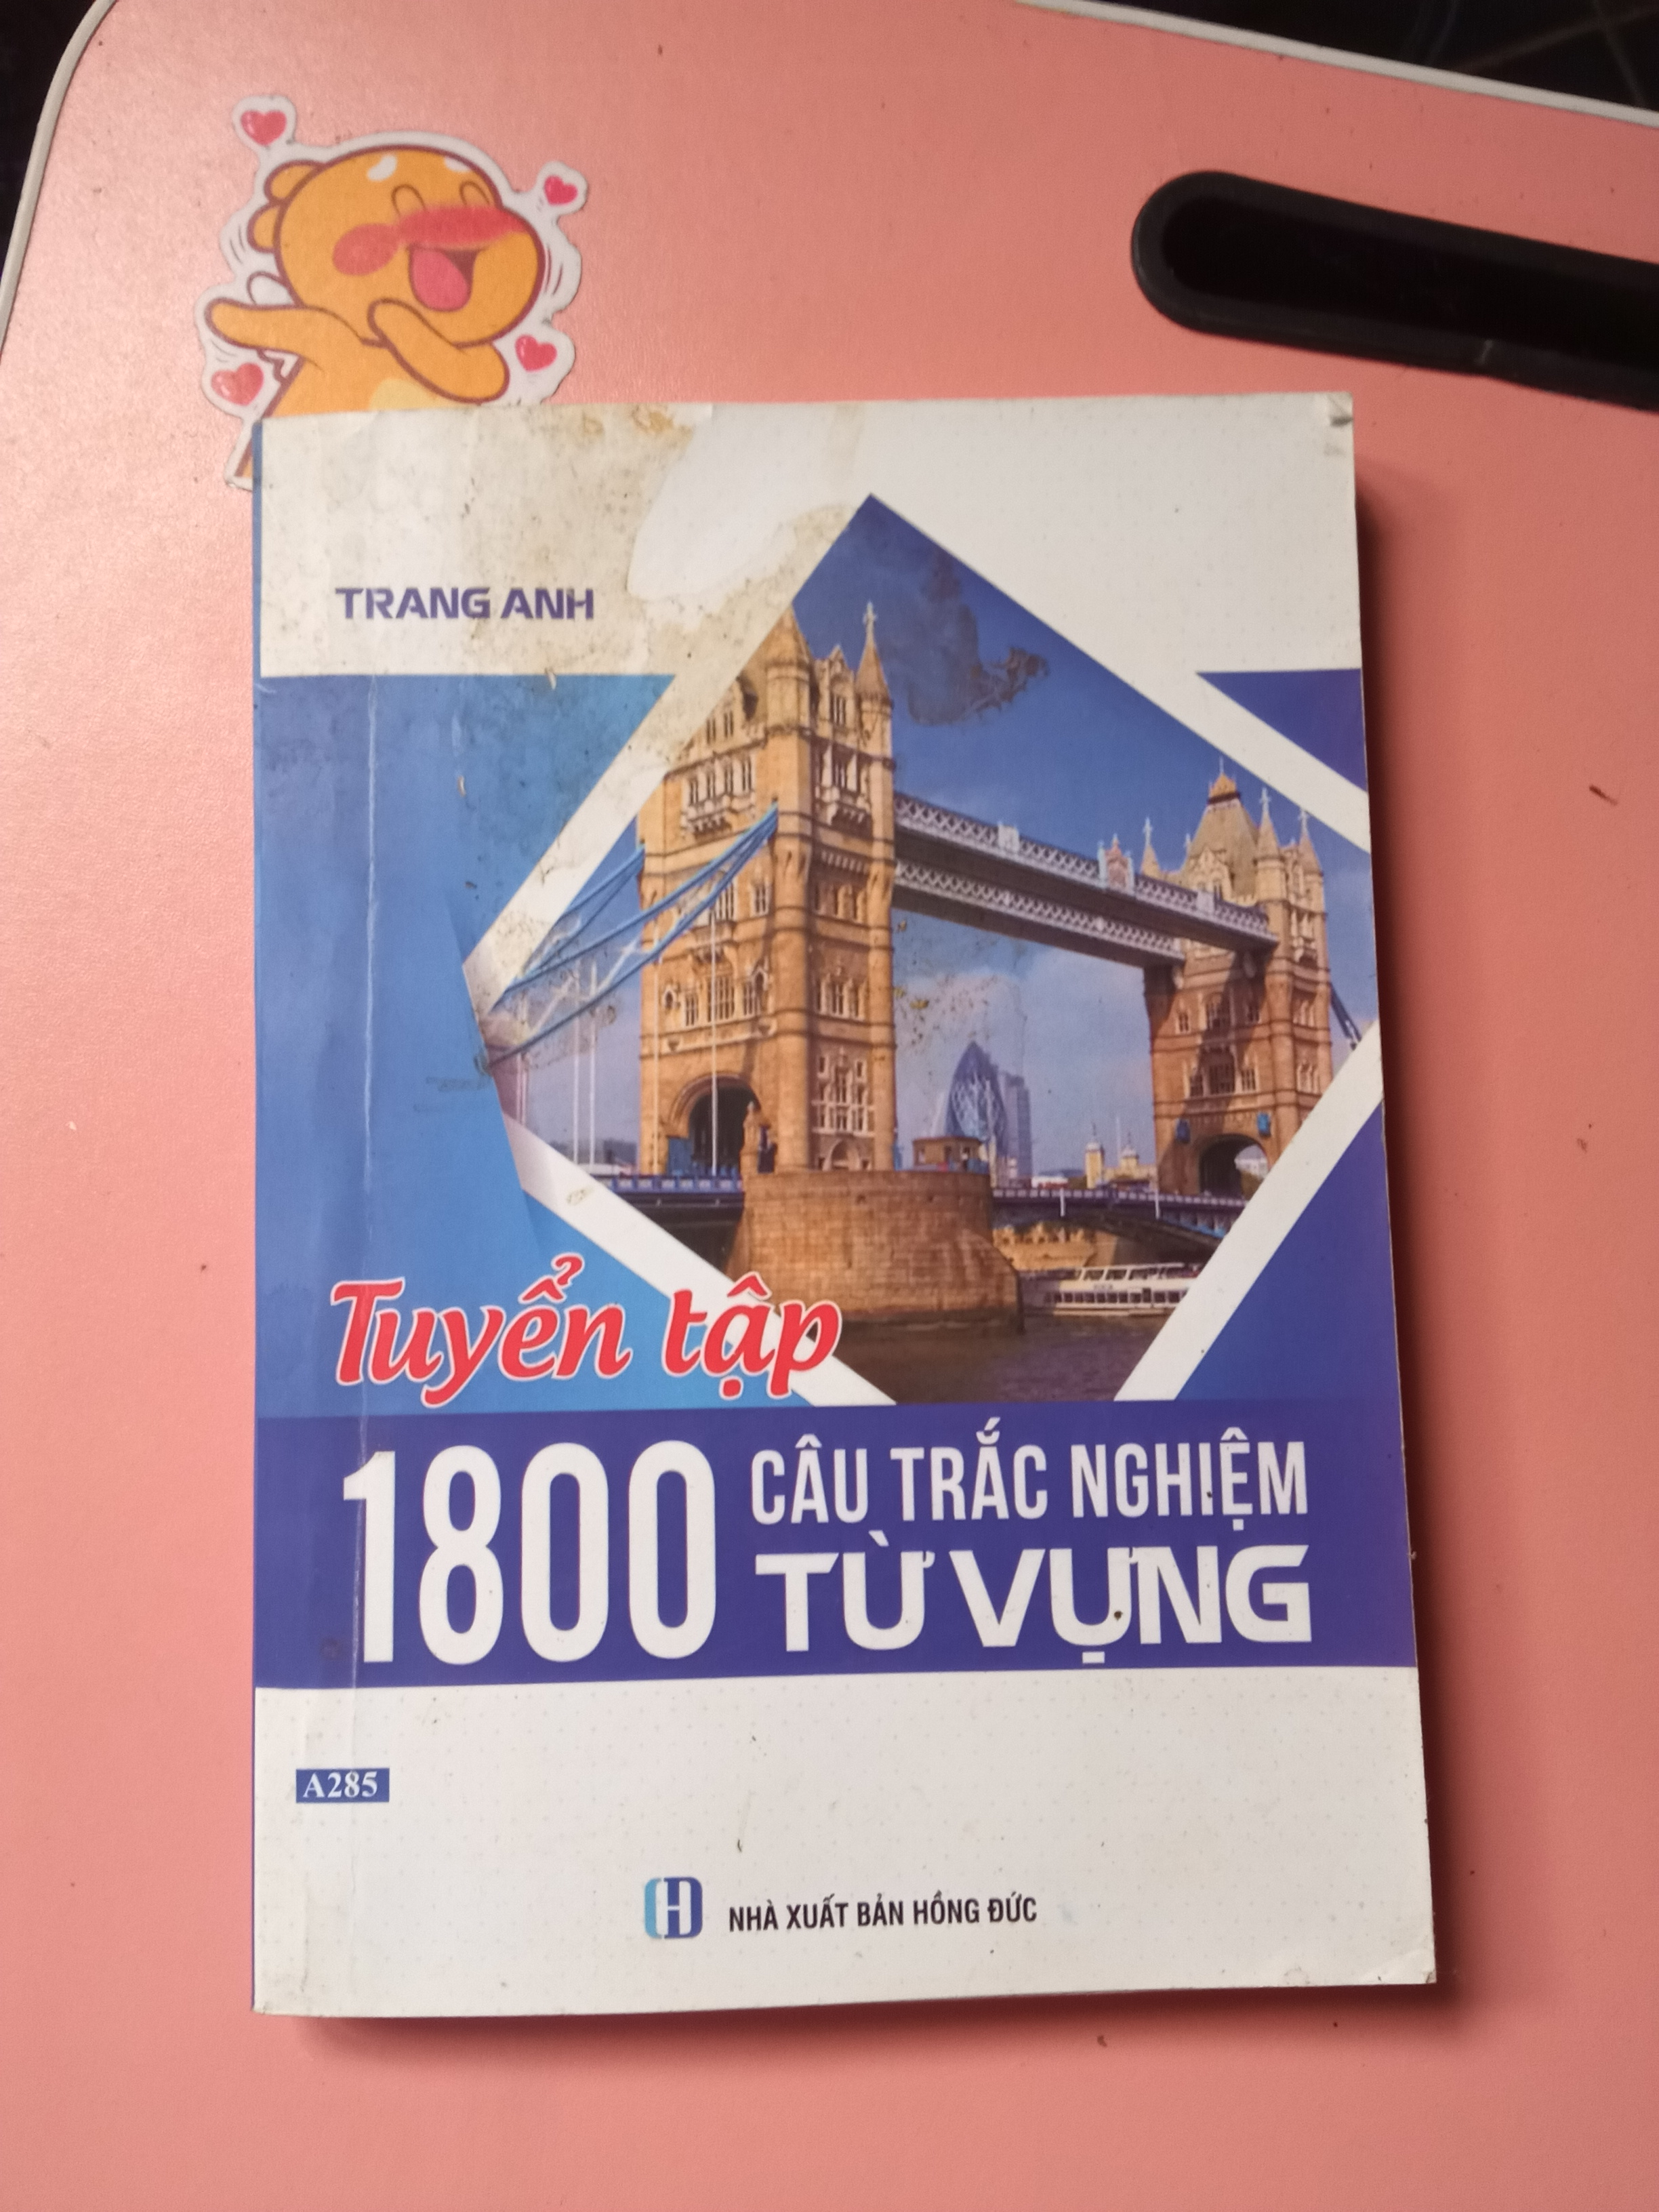 TRANG ANH
Tuyển tập
1800 CÂU TRẮC NGHIỆM
TỪ VỰNG
A285
NHÀ XUẤT BẢN HỒNG ĐỨC